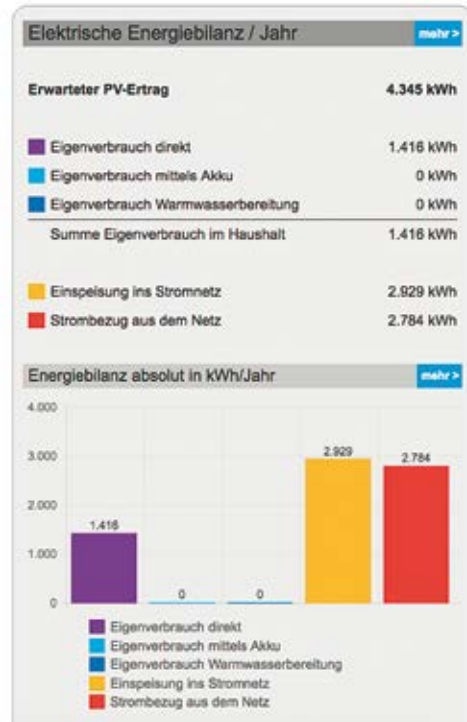 Elektrische Energiebilanz / Jahr mehr >
Erwarteter PV-Ertrag 4.345 kWh
Eigenverbrauch direkt 1.416 kWh
Eigenverbrauch mittels Akku 0 kWh
Eigenverbrauch Warmwasserbereitung 0 kWh
Summe Eigenverbrauch im Haushalt 1.416 kWh
Einspeisung ins Stromnetz 2.929 kWh
Strombezug aus dem Netz 2.784 kWh
Energiebilanz absolut in kWh/Jahr mehr >
4.000
3.000
2.000
1.000
0
1.416
0
0
2.929
2.784
Eigenverbrauch direkt
Eigenverbrauch mittels Akku
Eigenverbrauch Warmwasserbereitung
Einspeisung ins Stromnetz
Strombezug aus dem Netz